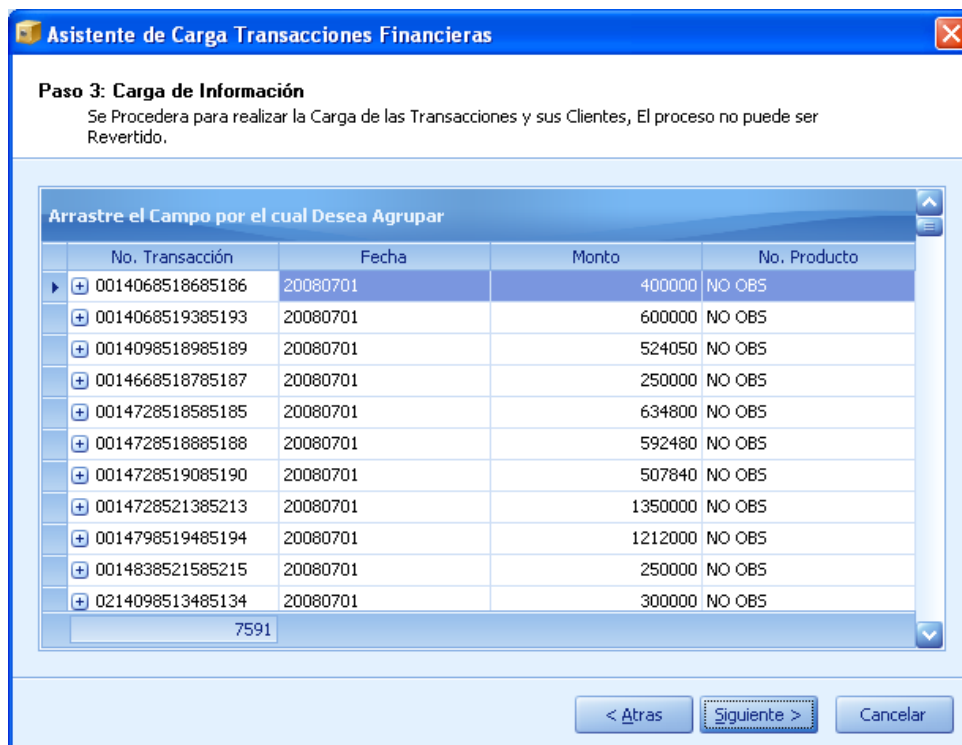 Asistente de Carga Transacciones Financieras
Paso 3: Carga de Información
Se Procedera para realizar la Carga de las Transacciones y sus Clientes, El proceso no puede ser
Revertido.
Arrastre el Campo por el cual Desea Agrupar
No. Transacción Fecha Monto No. Producto
0014068518685186 20080701 400000 NO OBS
0014068519385193 20080701 600000 NO OBS
0014098518985189 20080701 524050 NO OBS
0014668518785187 20080701 250000 NO OBS
0014728518585185 20080701 634800 NO OBS
0014728518885188 20080701 592480 NO OBS
0014728519085190 20080701 507840 NO OBS
0014728521385213 20080701 1350000 NO OBS
0014798519485194 20080701 1212000 NO OBS
0014838521585215 20080701 250000 NO OBS
0214098513485134 20080701 300000 NO OBS
7591
< Atras Siguiente > Cancelar